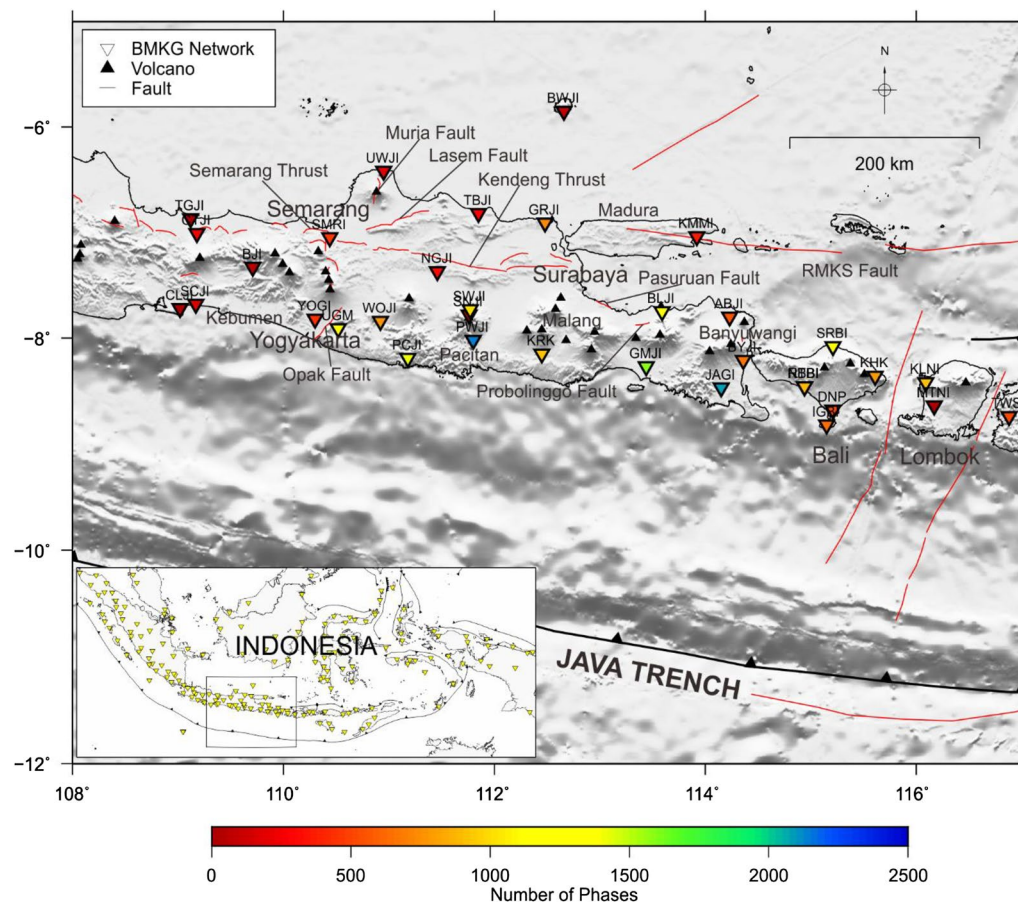 BMKG Network
Volcano
Fault
N
200 km
BWJI
Muria Fault
Lasem Fault
Semarang Thrust
Kendeng Thrust
UWJI
TGJI
Semarang
SMRI
TBJI
GRJI
Madura
KMMI
BJI
NGJI
Surabaya
Pasuruan Fault
RMKS Fault
SCJI
Kebumen
YOGI
UGM
WOJI
SWJI
Malang
BLJI
ABJI
Yogyakarta
PWJI
Pacitan
Banyuwangi
SRBI
PCJI
KRK
GMJI
JAGI
KHK
KLNI
Opak Fault
Probolinggo Fault
DNP
MTNI
Bali
Lombok
INDONESIA
JAVA TRENCH
−6˚
−8˚
−10˚
−12˚
108˚
110˚
112˚
114˚
116˚
0
500
1000
1500
2000
2500
Number of Phases